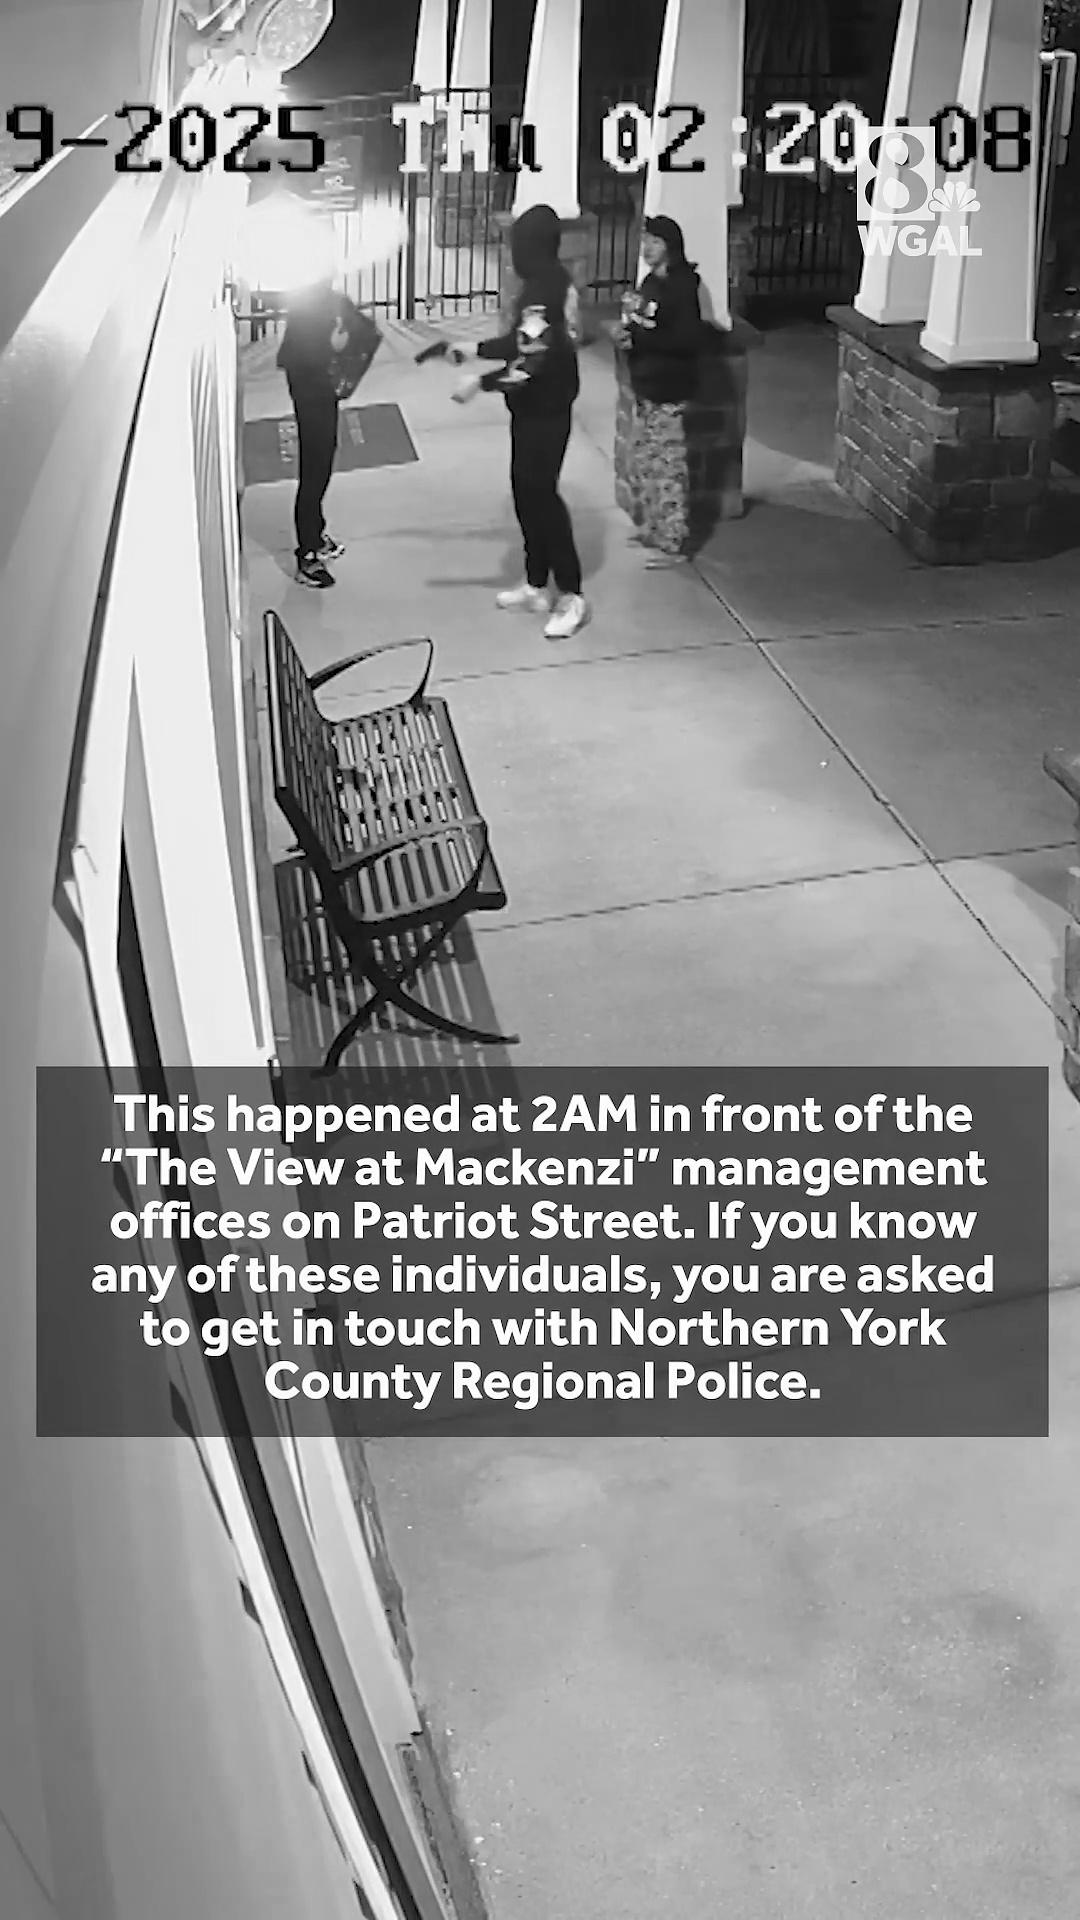 9-2025 Thu 02:20:08
8
WGAL
This happened at 2AM in front of the
“The View at Mackenzi” management
offices on Patriot Street. If you know
any of these individuals, you are asked
to get in touch with Northern York
County Regional Police.